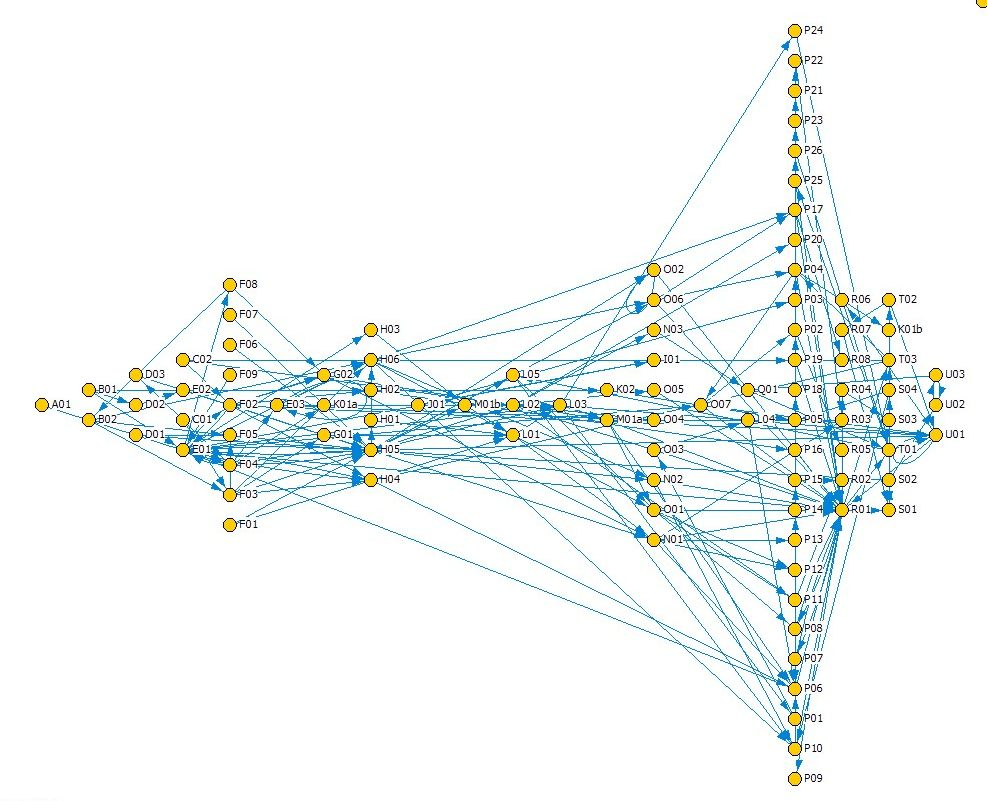 P24
P22
P21
P23
P26
P25
P17
P20
O02 P04
F08 O06 P03 R06 T02
F07 H03 N03 P02 R07 K01b
F06 C02 H06 I01 P19 R08 T03
D03 F09 G02 L05 U03
B01 E02 H02 K02 O05 Q01 P18 R04 S04
A01 D02 F02 E03 K01a J01 M01b L02 L03 O07 U02
B02 C01 H01 M01a O04 L04 P05 R03 S03
D01 F05 G01 L01 U01
E01 H05 O03 P16 R05 T01
F04
H04 N02 P15 R02 S02
F03
O01 P14 R01 S01
F01
N01 P13
P12
P11
P08
P07
P06
P01
P10
P09